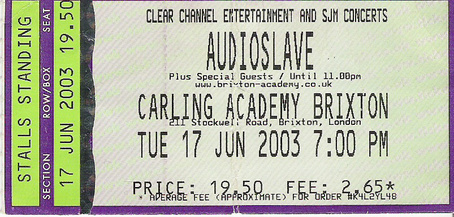 STALLS STANDING
SECTION ROW/BOX SEAT
17 JUN 2003 19.50
CLEAR CHANNEL ENTERTAINMENT AND SJM CONCERTS
AUDIOSLAVE
Plus Special Guests / Until 11.00pm
www.brixton-academy.co.uk
CARLING ACADEMY BRIXTON
211 Stockwell Road, Brixton, London
TUE 17 JUN 2003 7:00 PM
PRICE: 19.50 FEE: 2.65*
* AVERAGE FEE (APPROXIMATE) FOR ORDER #K4L2YL48